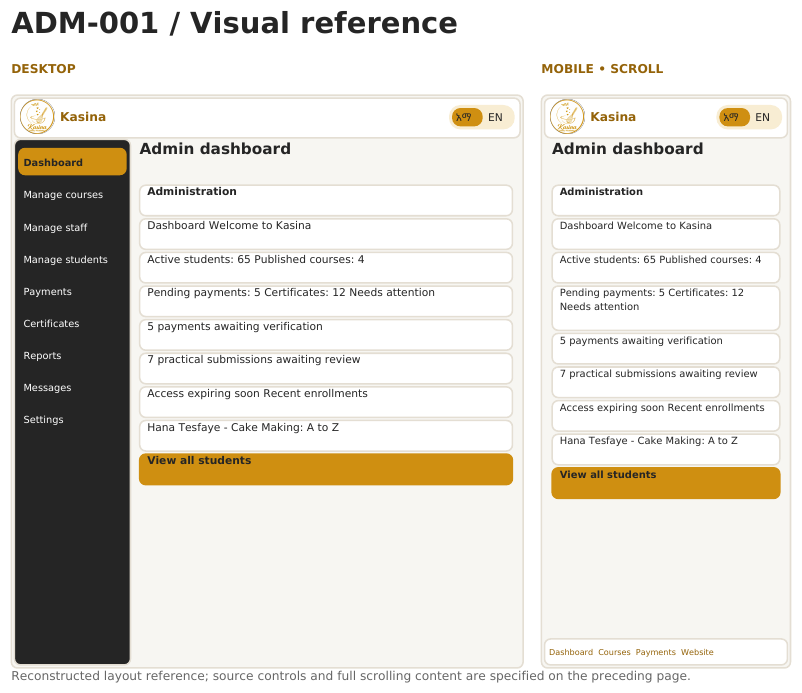 ADM-001 / Visual reference
DESKTOP
Kasina
Kasina
አማ EN
Dashboard
Manage courses
Manage staff
Manage students
Payments
Certificates
Reports
Messages
Settings
Admin dashboard
Administration
Dashboard Welcome to Kasina
Active students: 65 Published courses: 4
Pending payments: 5 Certificates: 12 Needs attention
5 payments awaiting verification
7 practical submissions awaiting review
Access expiring soon Recent enrollments
Hana Tesfaye - Cake Making: A to Z
View all students
MOBILE • SCROLL
Kasina
Kasina
አማ EN
Admin dashboard
Administration
Dashboard Welcome to Kasina
Active students: 65 Published courses: 4
Pending payments: 5 Certificates: 12
Needs attention
5 payments awaiting verification
7 practical submissions awaiting review
Access expiring soon Recent enrollments
Hana Tesfaye - Cake Making: A to Z
View all students
Dashboard Courses Payments Website
Reconstructed layout reference; source controls and full scrolling content are specified on the preceding page.